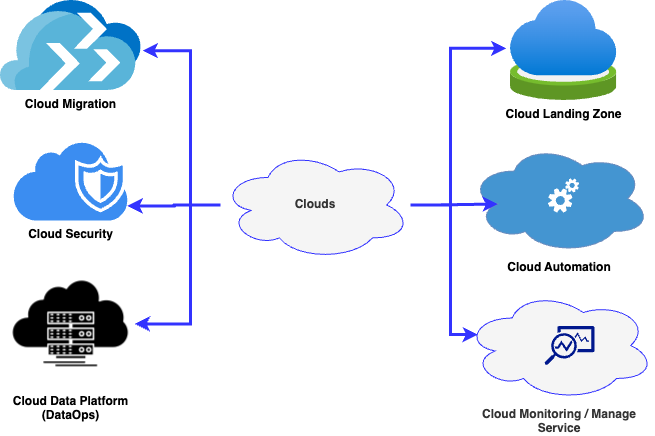 Cloud Migration
Cloud Landing Zone
Clouds
Cloud Security
Cloud Automation
Cloud Data Platform
(DataOps)
Cloud Monitoring / Manage
Service